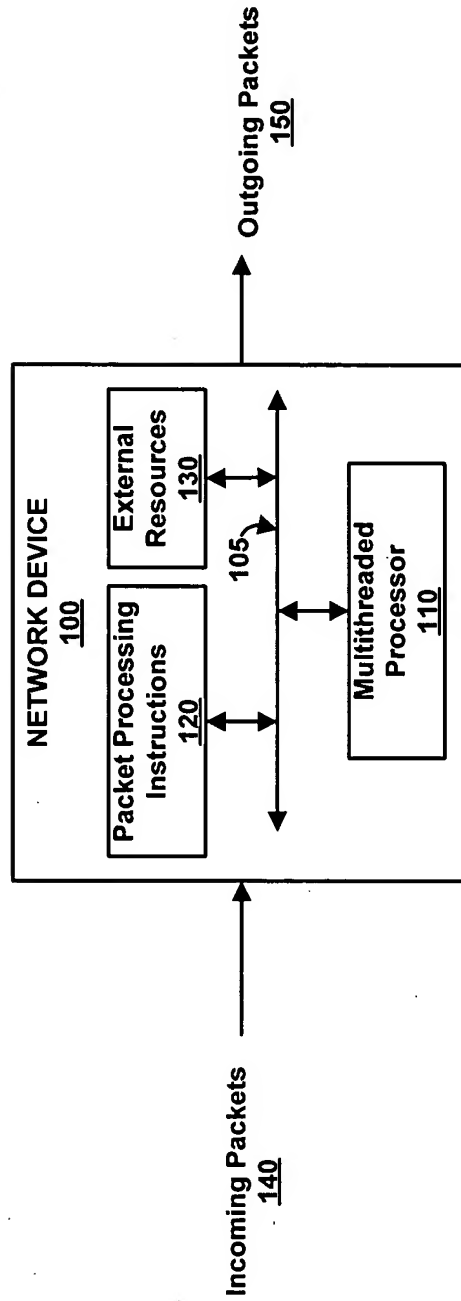 Incoming Packets
140
NETWORK DEVICE
100
Packet Processing
Instructions
120
External
Resources
130
105
Multithreaded
Processor
110
Outgoing Packets
150